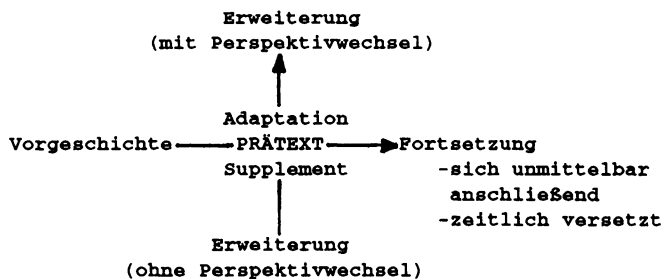 Erweiterung
(mit Perspektivwechsel)
Adaptation
Vorgeschichte PRÄTEXT Fortsetzung
Supplement -sich unmittelbar
anschließend
-zeitlich versetzt
Erweiterung
(ohne Perspektivwechsel)